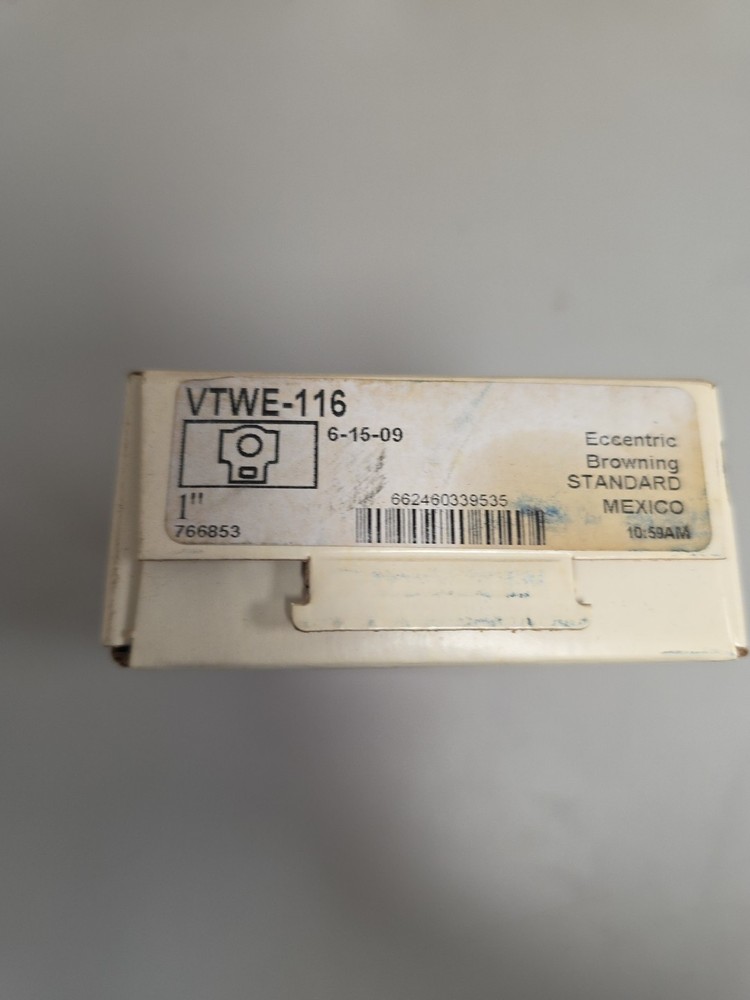 VTWE-116
6-15-09
Eccentric
Browning
STANDARD
1"
662460339535
MEXICO
766853
10:59AM